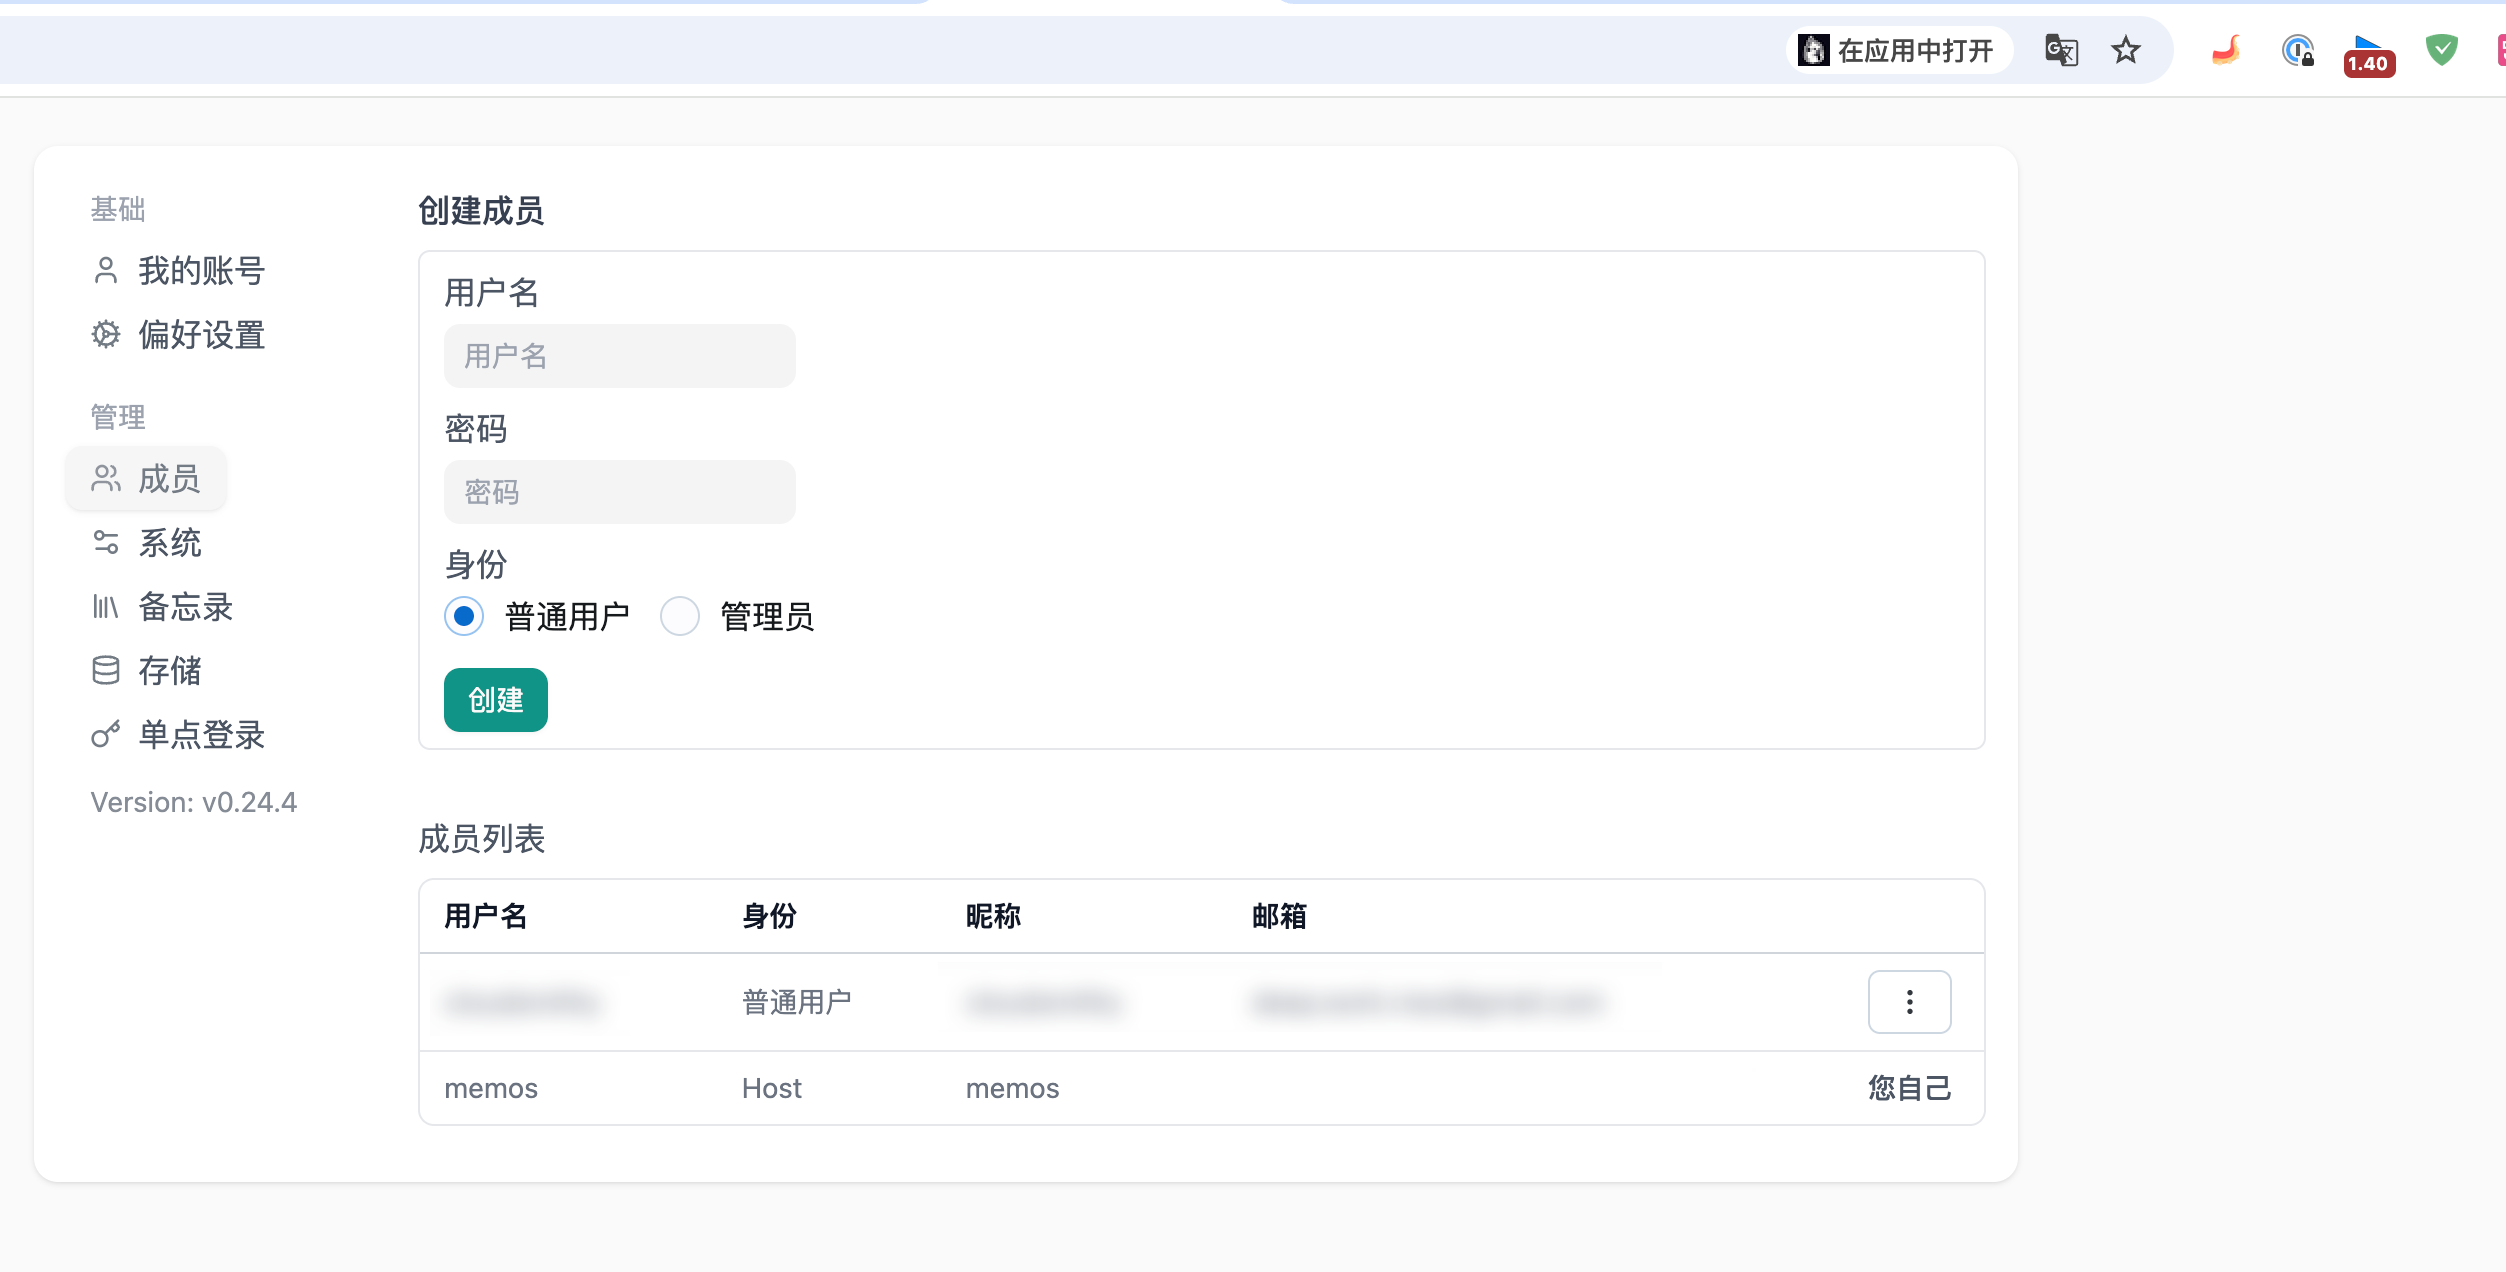 在应用中打开
1.40
基础
我的账号
偏好设置
管理
成员
系统
备忘录
存储
单点登录
Version: v0.24.4
创建成员
用户名
用户名
密码
密码
身份
普通用户 管理员
创建
成员列表
用户名 身份 昵称 邮箱
普通用户
memos Host memos 您自己